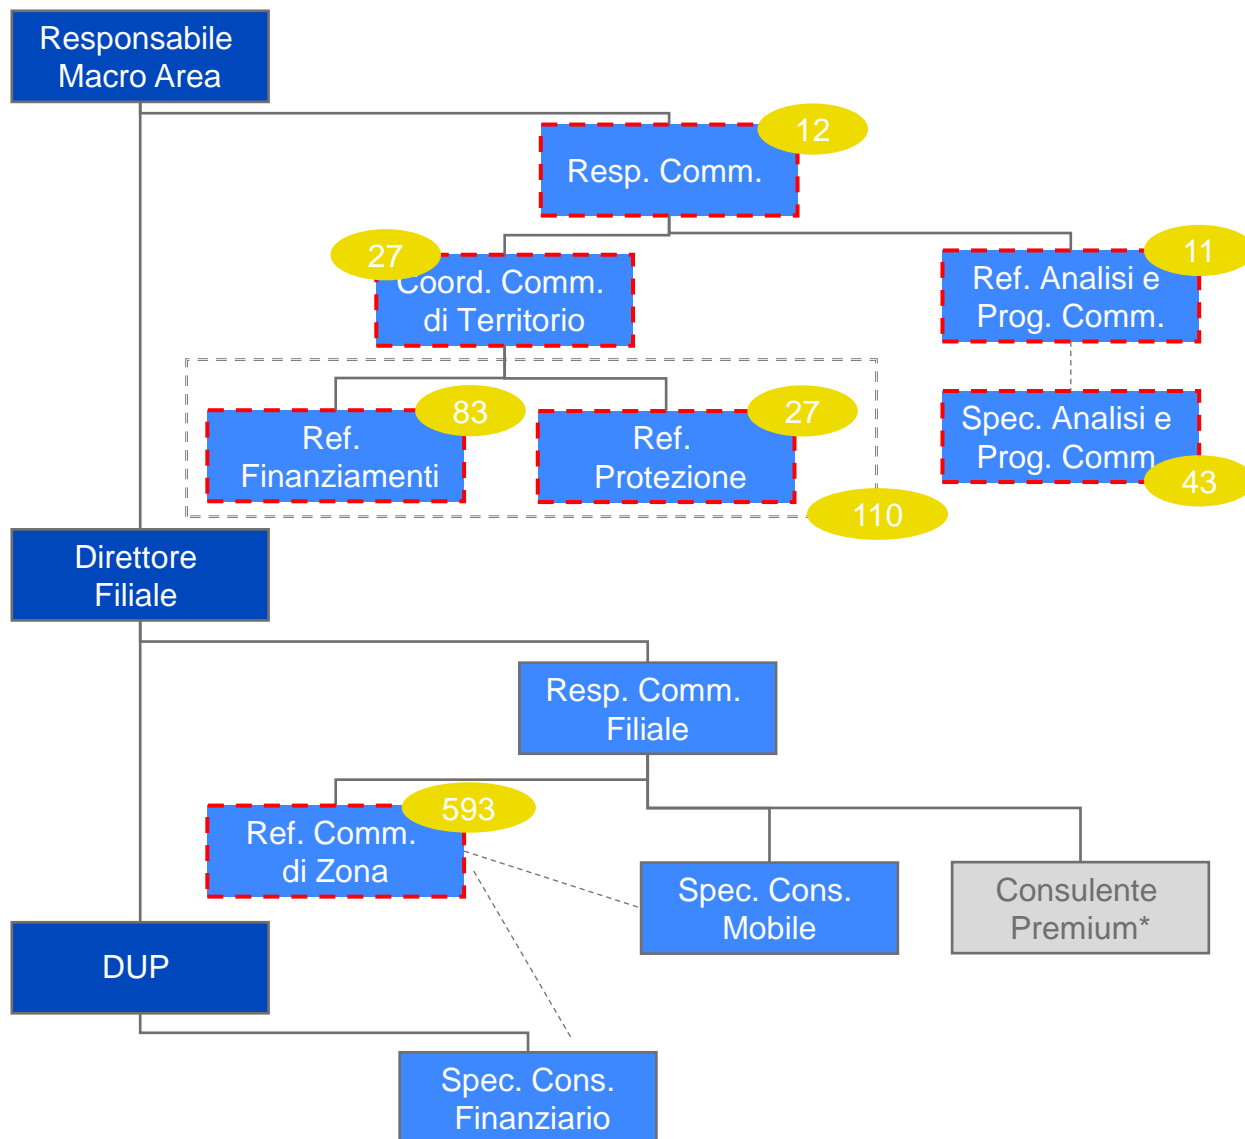 Responsabile
Macro Area
12
Resp. Comm.
27
Coord. Comm.
di Territorio
11
Ref. Analisi e
Prog. Comm.
83
Ref.
Finanziamenti
27
Ref.
Protezione
Spec. Analisi e
Prog. Comm
43
110
Direttore
Filiale
Resp. Comm.
Filiale
593
Ref. Comm.
di Zona
Spec. Cons.
Mobile
Consulente
Premium*
DUP
Spec. Cons.
Finanziario